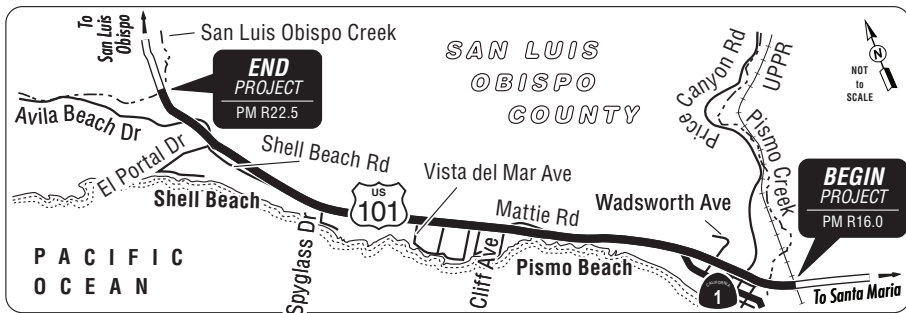 To
San Luis
Obispo
San Luis Obispo Creek
END
PROJECT
PM R22.5
SAN LUIS
OBISPO
COUNTY
Price Canyon Rd
UPPR
N
NOT
to
SCALE
Avila Beach Dr
El Portal Dr
Shell Beach Rd
Vista del Mar Ave
Pismo Creek
BEGIN
PROJECT
PM R16.0
Shell Beach
US
101
Mattie Rd
Wadsworth Ave
PACIFIC
OCEAN
Spyglass Dr
Cliff Ave
Pismo Beach
CALIFORNIA
1
To Santa Maria